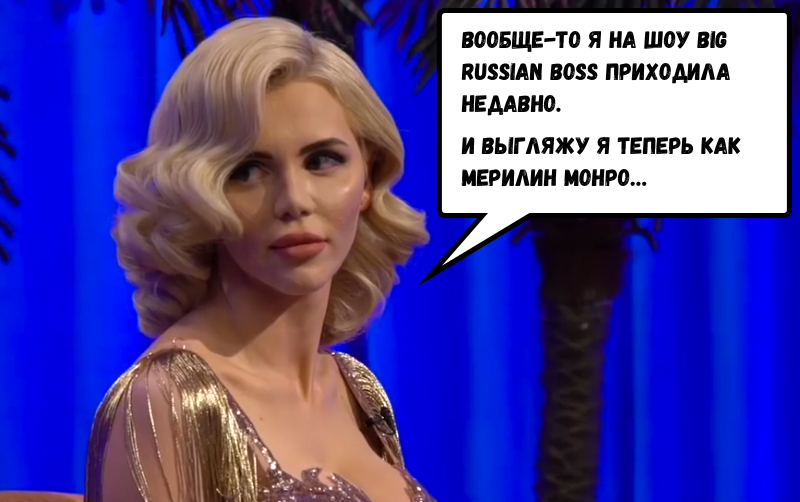 ВООБЩЕ-ТО Я НА ШОУ BIG
RUSSIAN BOSS ПРИХОДИЛА
НЕДАВНО.
И ВЫГЛЯЖУ Я ТЕПЕРЬ КАК
МЕРИЛИН МОНРО...